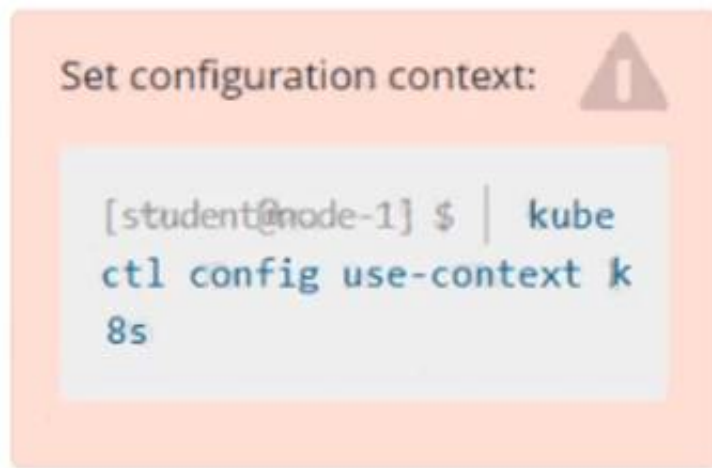 Set configuration context:
[student@node-1] $ | kube
ctl config use-context k
8s